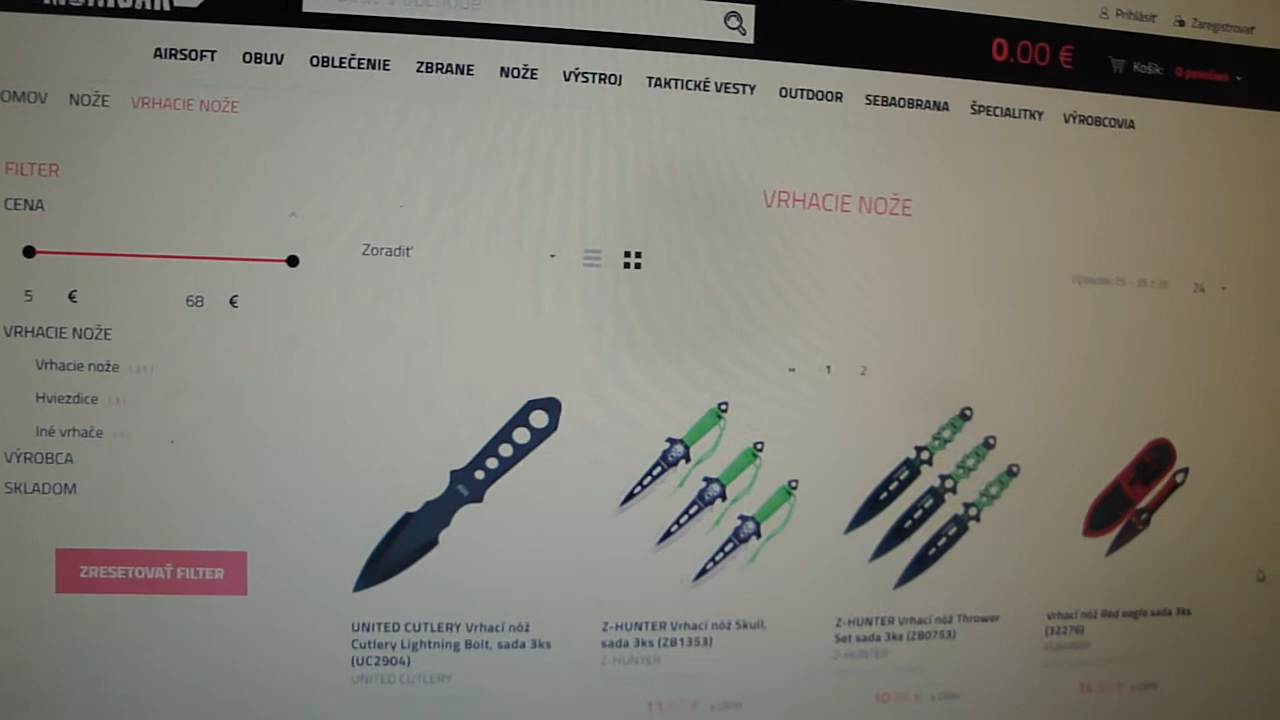 Prihlásiť Zaregistrovať
0.00 €
Košík:
AIRSOFT OBUV OBLEČENIE ZBRANE NOŽE VÝSTROJ TAKTICKÉ VESTY OUTDOOR SEBAOBRANA ŠPECIALITKY VÝROBCOVIA
OMOV NOŽE VRHACIE NOŽE
FILTER
CENA
5 € 68 €
VRHACIE NOŽE
Vrhacie nože
Hviezdice
Iné vrhače
VÝROBCA
SKLADOM
ZRESETOVAŤ FILTER
VRHACIE NOŽE
Zoradiť
24
1 2
UNITED CUTLERY Vrhací nôž
Cutlery Lightning Bolt, sada 3ks
(UC2904)
UNITED CUTLERY
Z-HUNTER Vrhací nôž Skull,
sada 3ks (ZB1353)
Z-HUNTER
Z-HUNTER Vrhací nôž Thrower
Set sada 3ks (ZB0753)
Z-HUNTER
Vrhací nôž Red eagle sada 3ks
(32276)